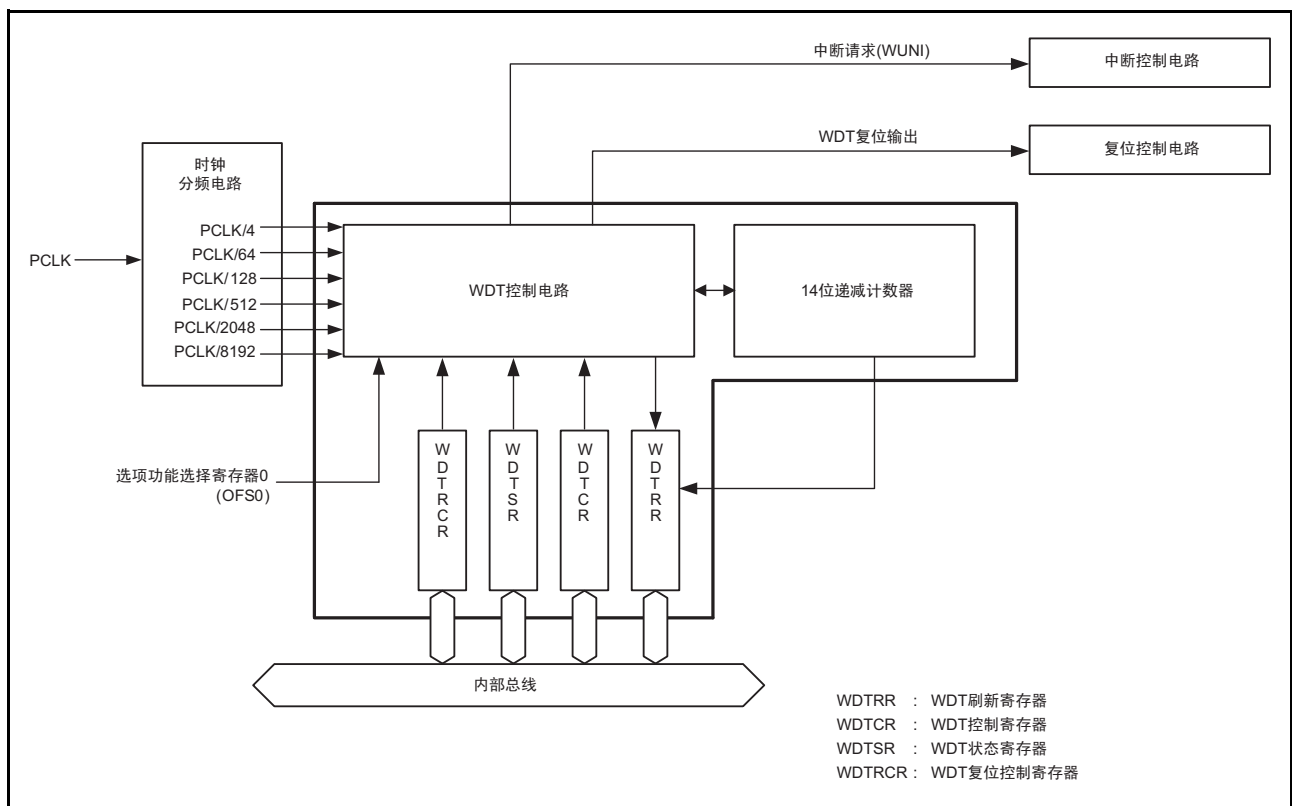 中断请求(WUNI)
中断控制电路
WDT复位输出
复位控制电路
时钟
分频电路
PCLK
PCLK/4
PCLK/64
PCLK/128
PCLK/512
PCLK/2048
PCLK/8192
WDT控制电路
14位递减计数器
选项功能选择寄存器0
(OFS0)
WDTRCR
WDTSR
WDTCR
WDTRR
内部总线
WDTRR : WDT刷新寄存器
WDTCR : WDT控制寄存器
WDTSR : WDT状态寄存器
WDTRCR : WDT复位控制寄存器